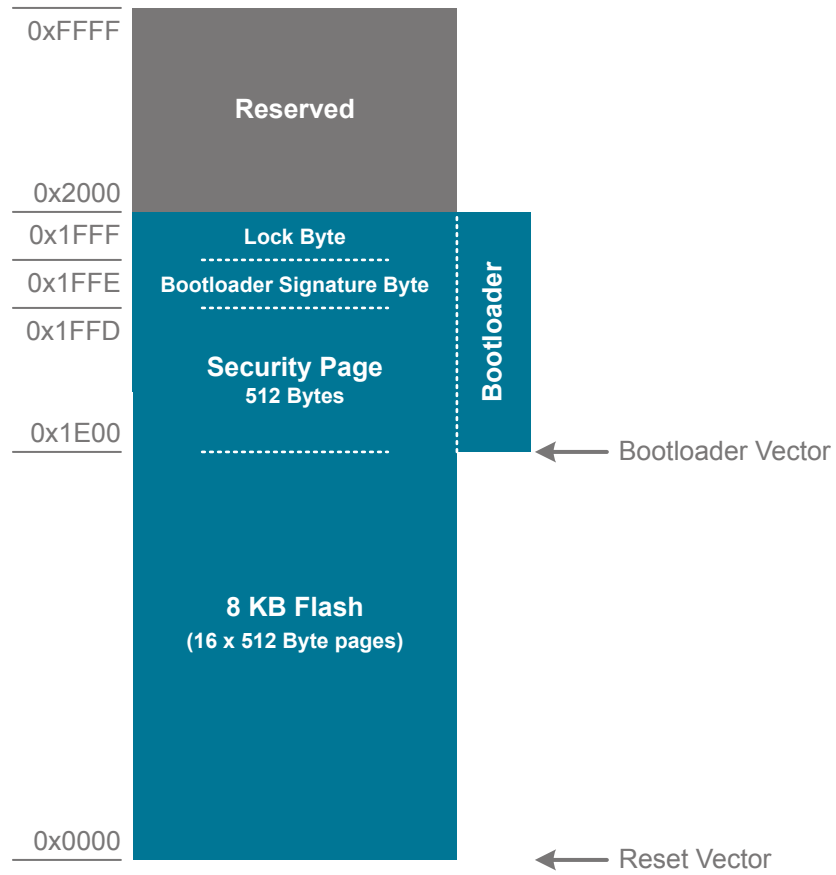 0xFFFF
Reserved
0x2000
0x1FFF
Lock Byte
0x1FFE
Bootloader Signature Byte
0x1FFD
Security Page
512 Bytes
Bootloader
0x1E00
Bootloader Vector
8 KB Flash
(16 x 512 Byte pages)
0x0000
Reset Vector